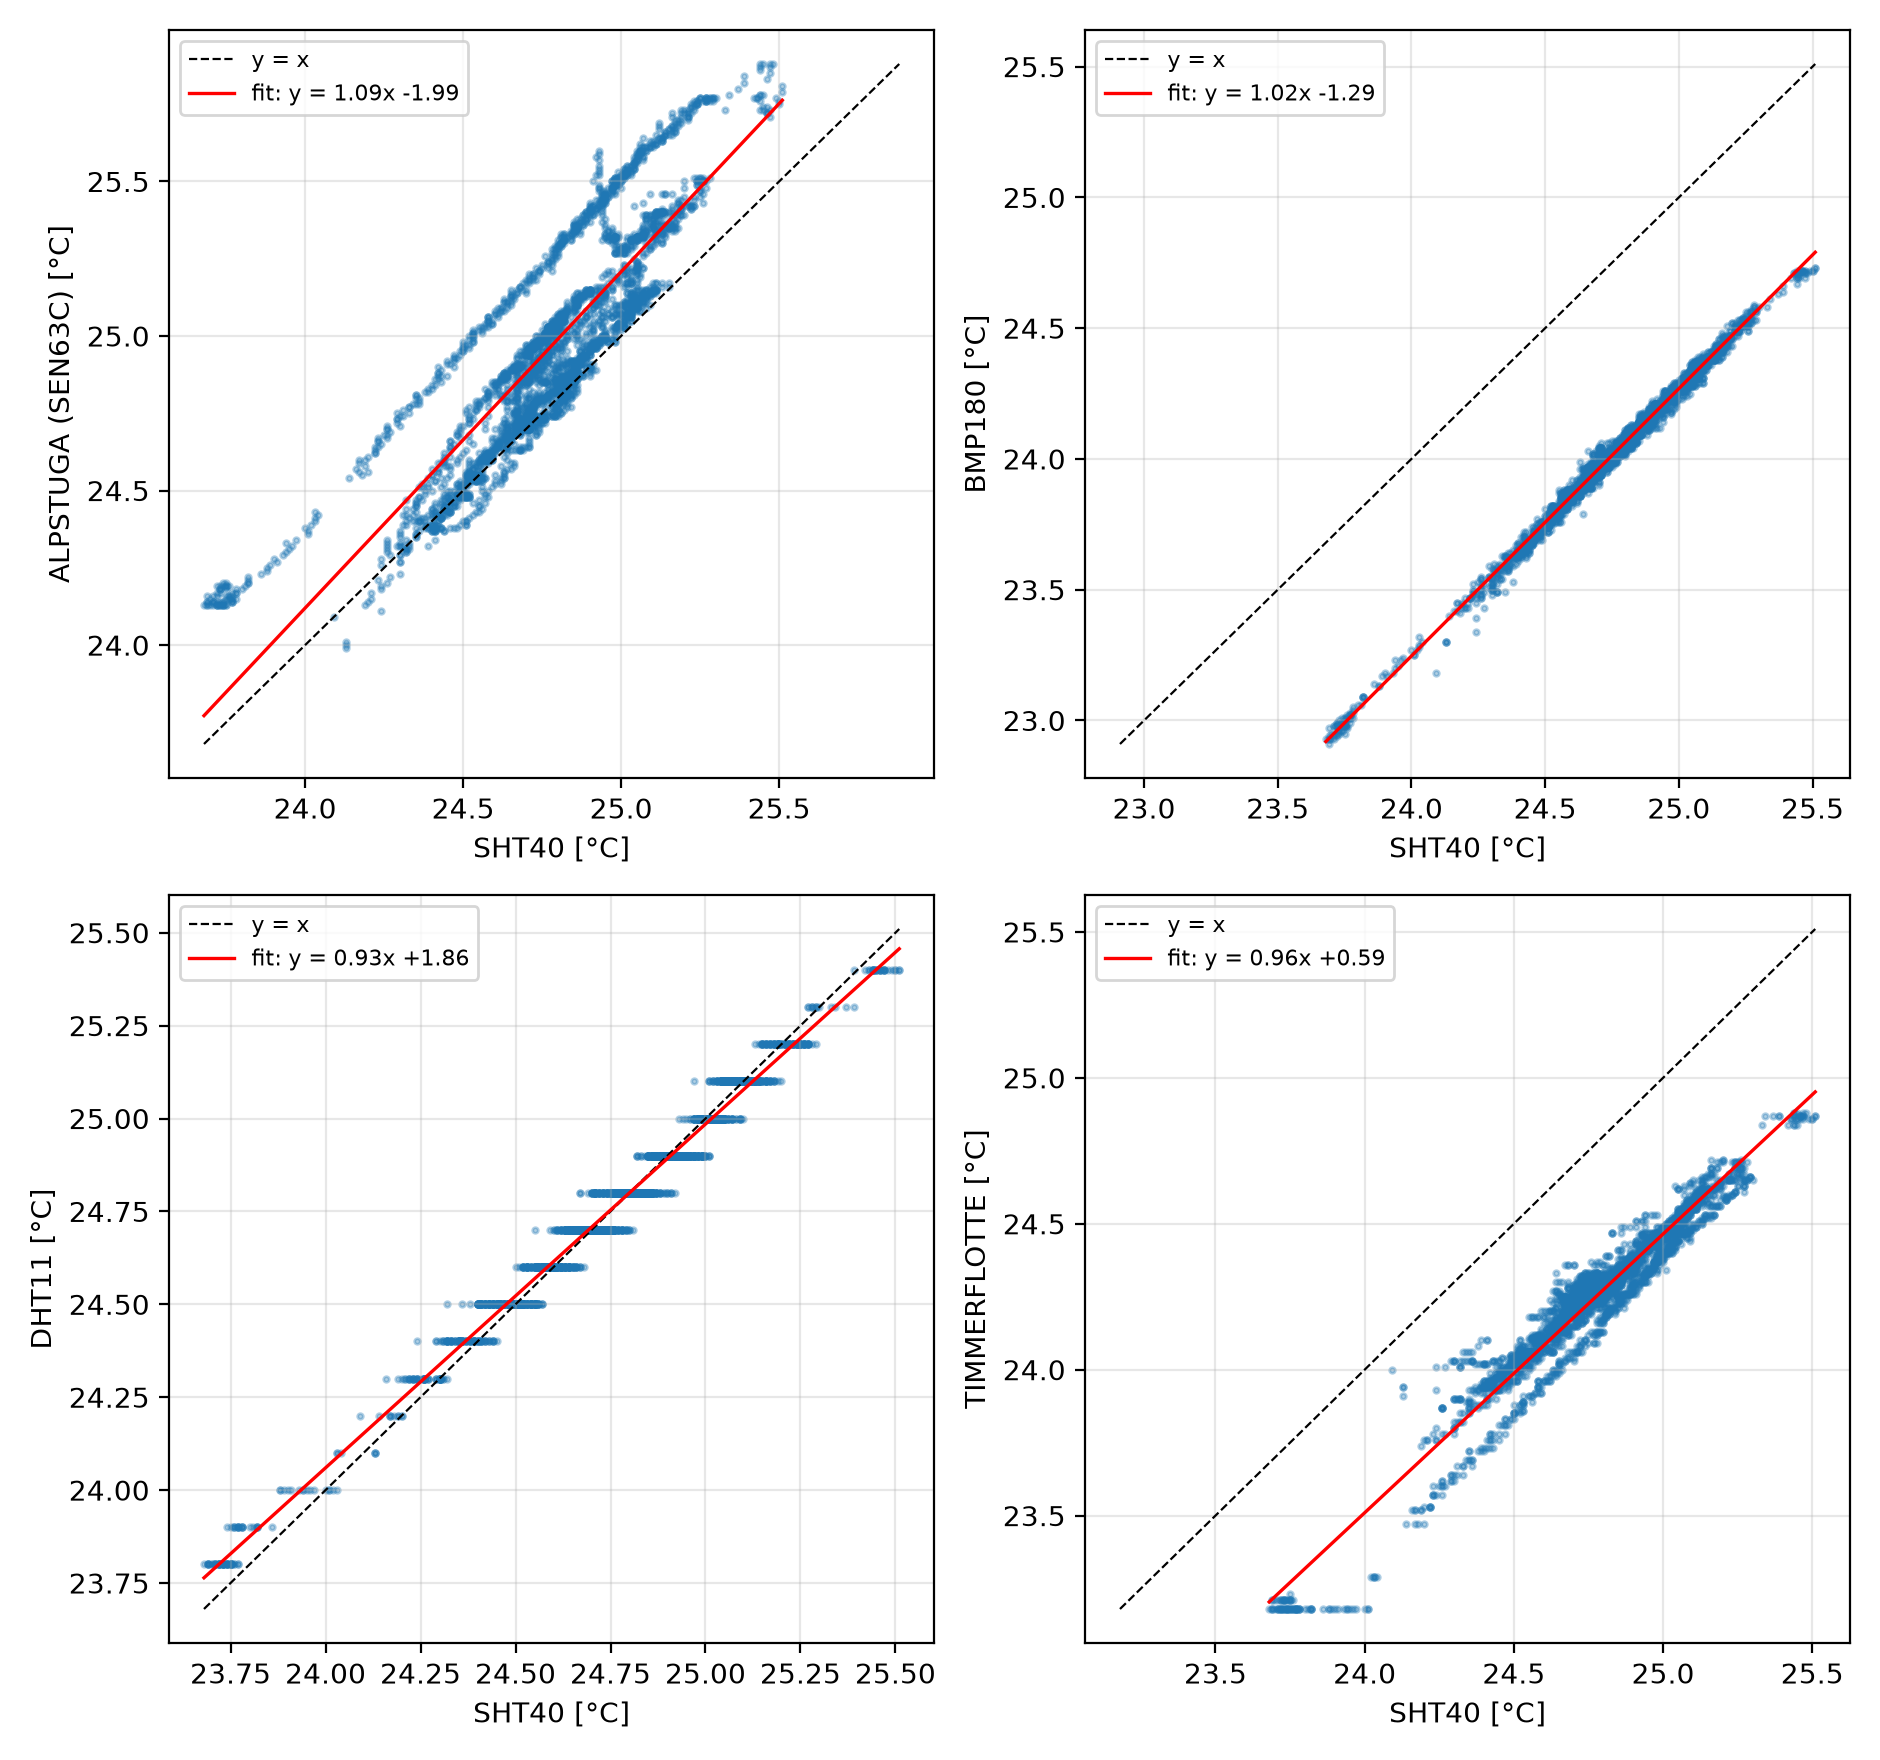 y = x
fit: y = 1.09x -1.99
ALPSTUGA (SEN63C) [°C]
25.5
25.0
24.5
24.0
24.0 24.5 25.0 25.5
SHT40 [°C]
y = x
fit: y = 1.02x -1.29
BMP180 [°C]
25.5
25.0
24.5
24.0
23.5
23.0
23.0 23.5 24.0 24.5 25.0 25.5
SHT40 [°C]
y = x
fit: y = 0.93x +1.86
DHT11 [°C]
25.50
25.25
25.00
24.75
24.50
24.25
24.00
23.75
23.75 24.00 24.25 24.50 24.75 25.00 25.25 25.50
SHT40 [°C]
y = x
fit: y = 0.96x +0.59
TIMMERFLOTTE [°C]
25.5
25.0
24.5
24.0
23.5
23.5 24.0 24.5 25.0 25.5
SHT40 [°C]